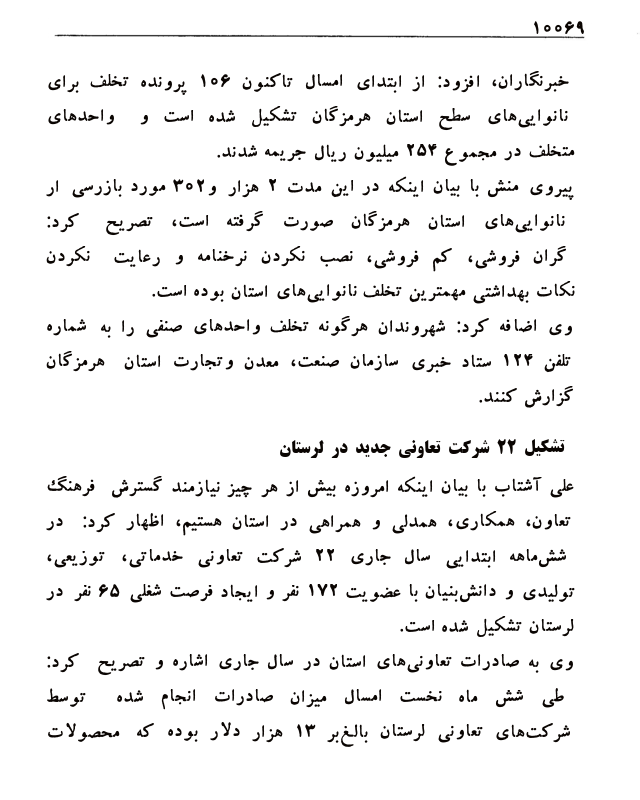 ۱۰۰۶۹
خبرنگاران، افزود: از ابتدای امسال تاکنون ۱۰۶ پرونده تخلف برای
نانوایی‌های سطح استان هرمزگان تشکیل شده است و واحدهای
متخلف در مجموع ۲۵۴ میلیون ریال جریمه شدند.
پیروی منش با بیان اینکه در این مدت ۲ هزار و۳۰۲ مورد بازرسی از
نانوایی‌های استان هرمزگان صورت گرفته است، تصریح کرد:
گران فروشی، کم فروشی، نصب نکردن نرخنامه و رعایت نکردن
نکات بهداشتی مهمترین تخلف نانوایی‌های استان بوده است.
وی اضافه کرد: شهروندان هرگونه تخلف واحدهای صنفی را به شماره
تلفن ۱۲۴ ستاد خبری سازمان صنعت، معدن وتجارت استان هرمزگان
گزارش کنند.
تشکیل ۲۲ شرکت تعاونی جدید در لرستان
علی آشتاب با بیان اینکه امروزه بیش از هر چیز نیازمند گسترش فرهنگ
تعاون، همکاری، همدلی و همراهی در استان هستیم، اظهار کرد: در
شش‌ماهه ابتدایی سال جاری ۲۲ شرکت تعاونی خدماتی، توزیعی،
تولیدی و دانش‌بنیان با عضویت ۱۷۲ نفر و ایجاد فرصت شغلی ۶۵ نفر در
لرستان تشکیل شده است.
وی به صادرات تعاونی‌های استان در سال جاری اشاره و تصریح کرد:
طی شش ماه نخست امسال میزان صادرات انجام شده توسط
شرکت‌های تعاونی لرستان بالغ‌بر ۱۳ هزار دلار بوده که محصولات